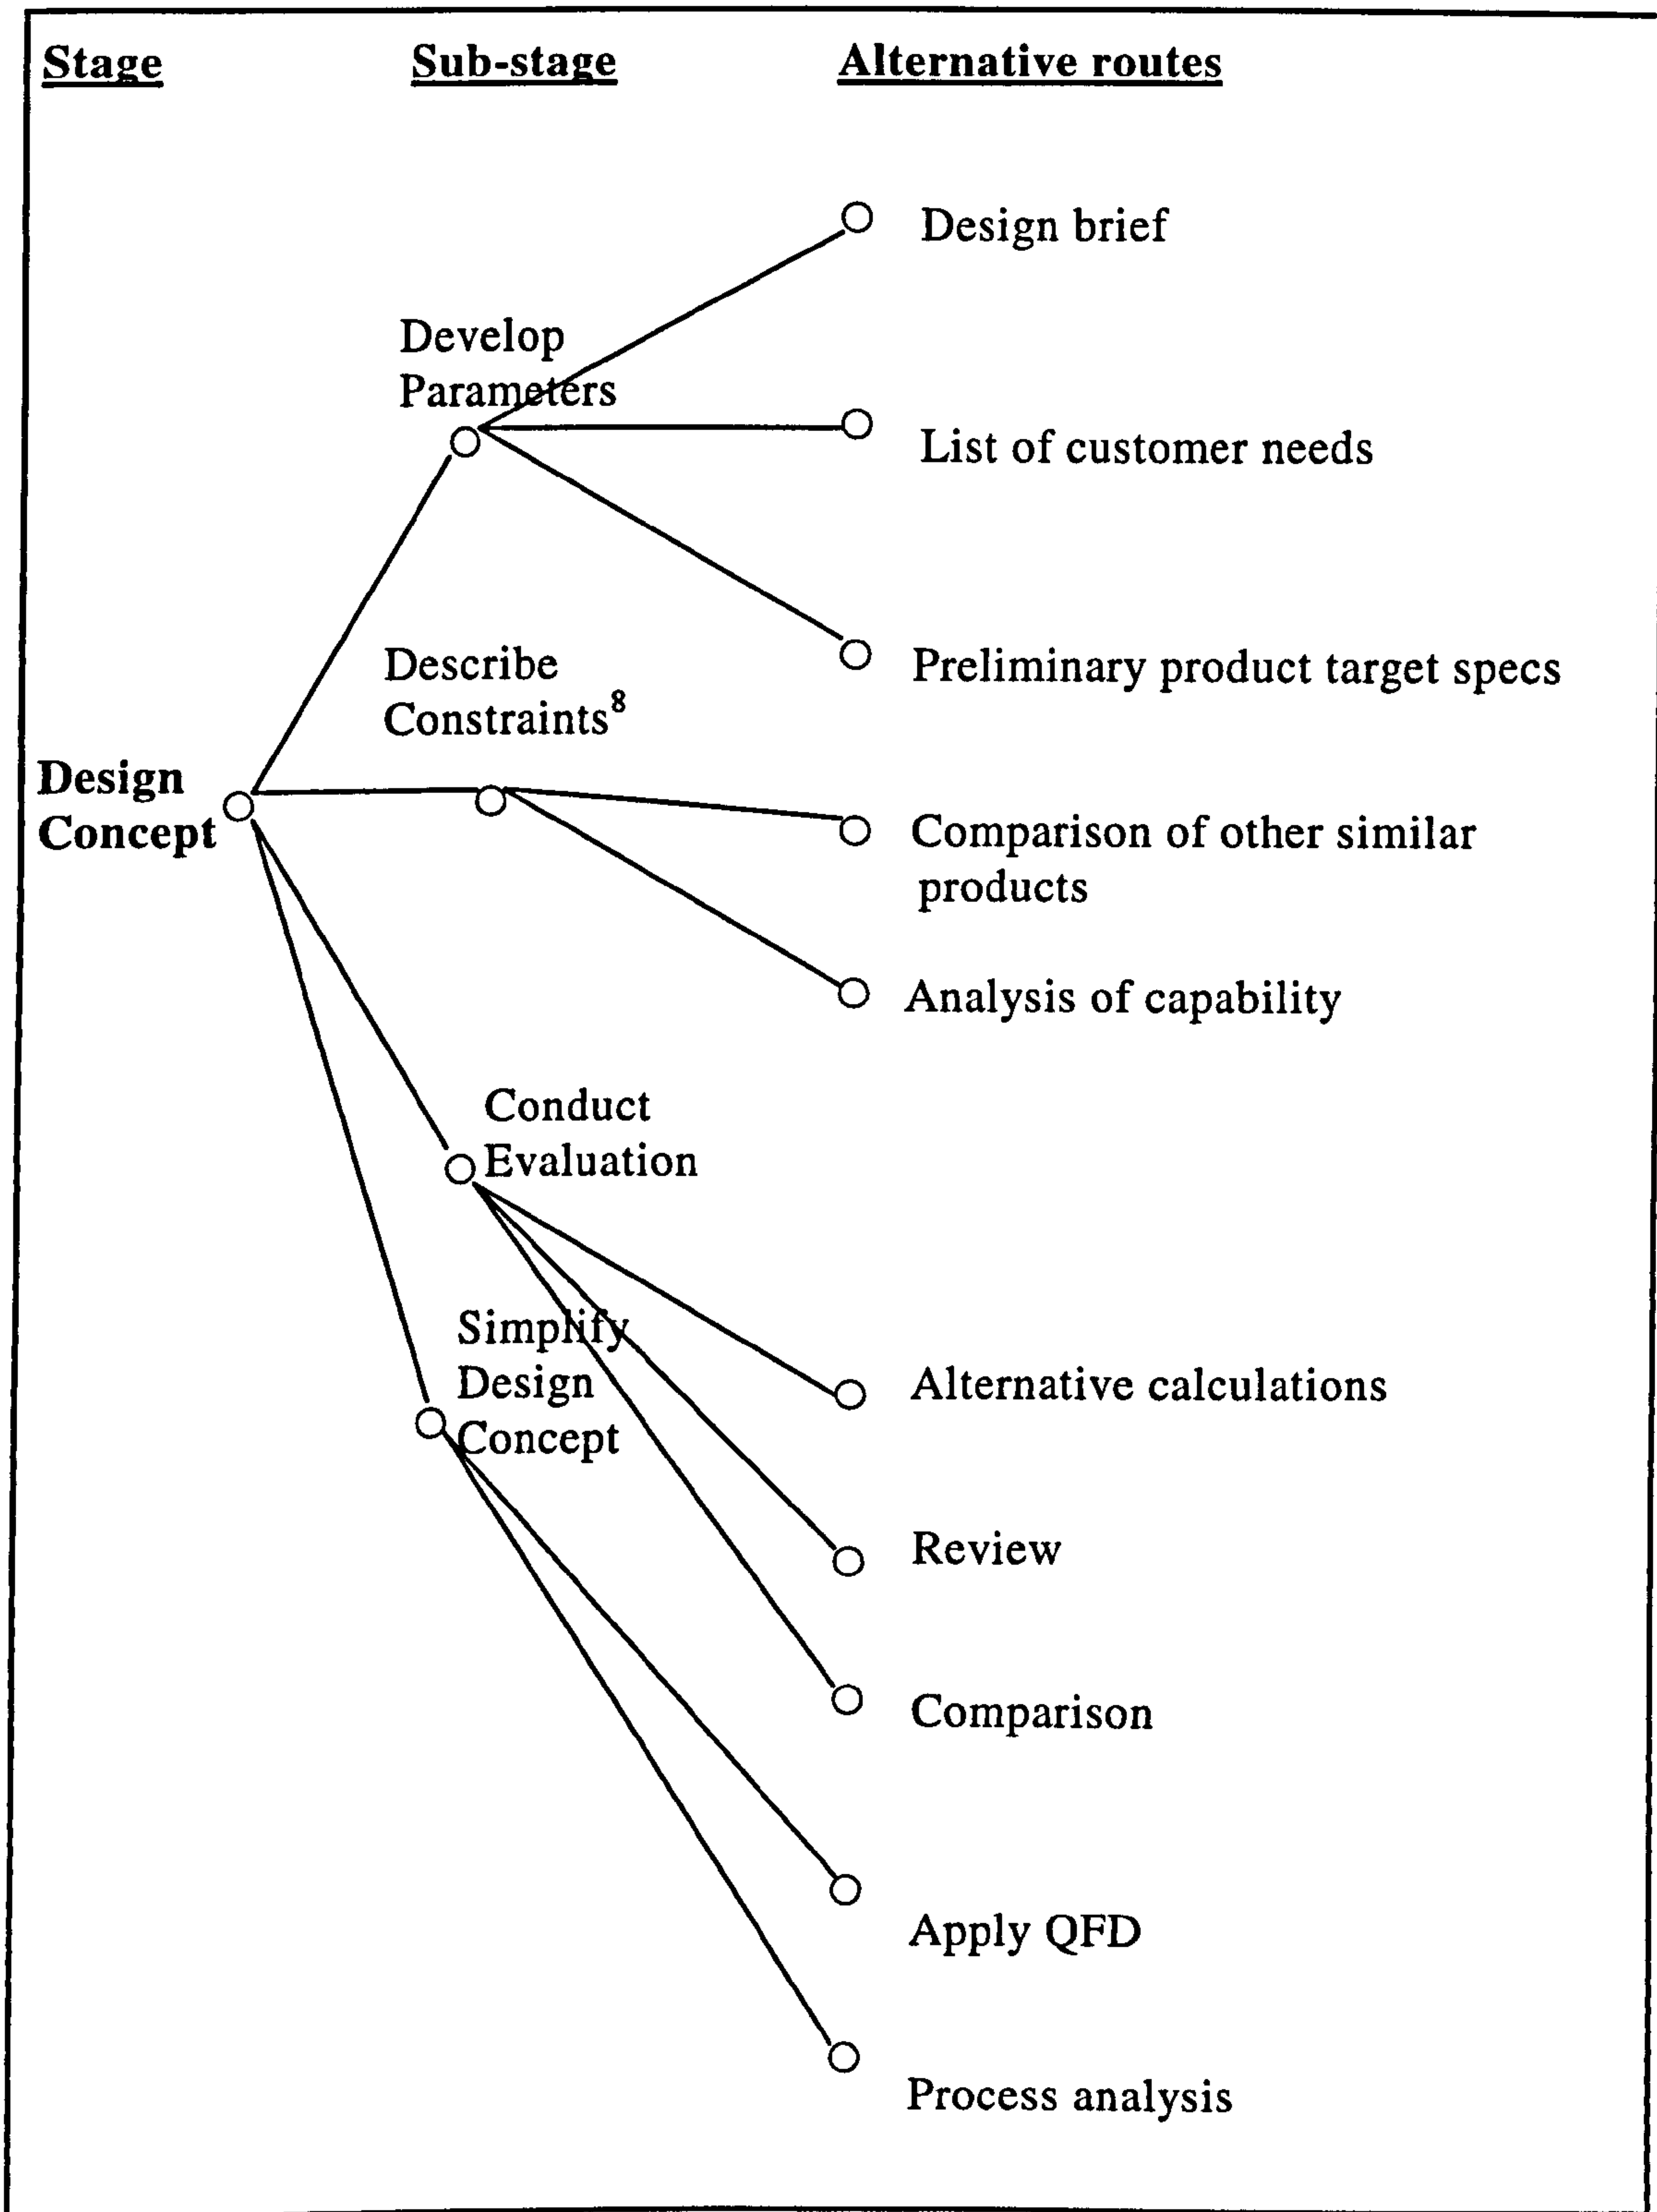 Stage Sub-stage Alternative routes
Design brief
Develop
Parameters
List of customer needs
Preliminary product target specs
Describe
Constraints⁸
Design
Concept
Comparison of other similar
products
Analysis of capability
Conduct
Evaluation
Simplify
Design
Concept
Alternative calculations
Review
Comparison
Apply QFD
Process analysis